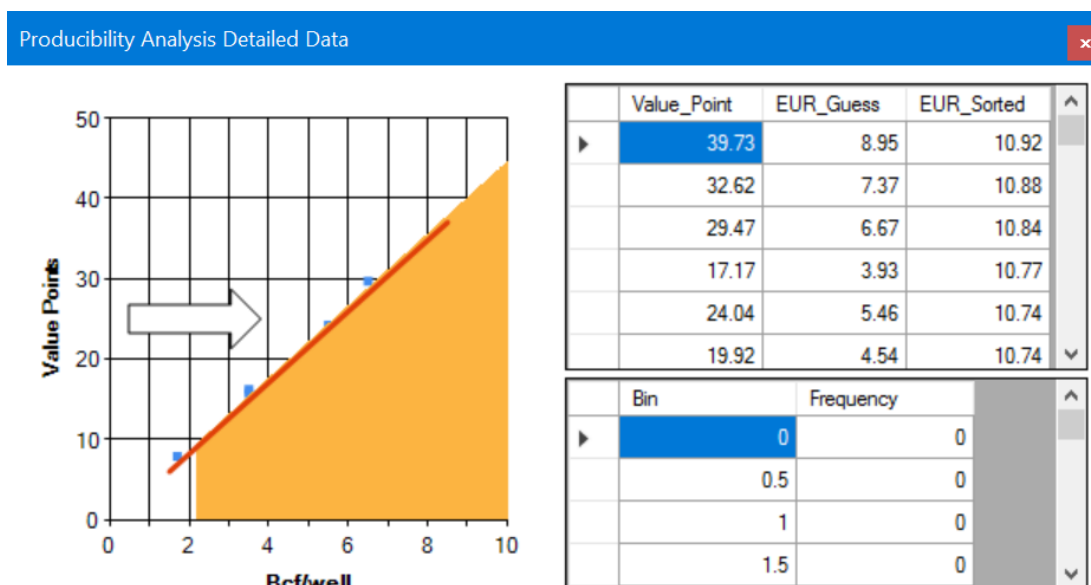 Producibility Analysis Detailed Data
x
50
40
30
20
10
0
Value Points
0 2 4 6 8 10
Bcf/well
Value_Point EUR_Guess EUR_Sorted
39.73 8.95 10.92
32.62 7.37 10.88
29.47 6.67 10.84
17.17 3.93 10.77
24.04 5.46 10.74
19.92 4.54 10.74
Bin Frequency
0 0
0.5 0
1 0
1.5 0